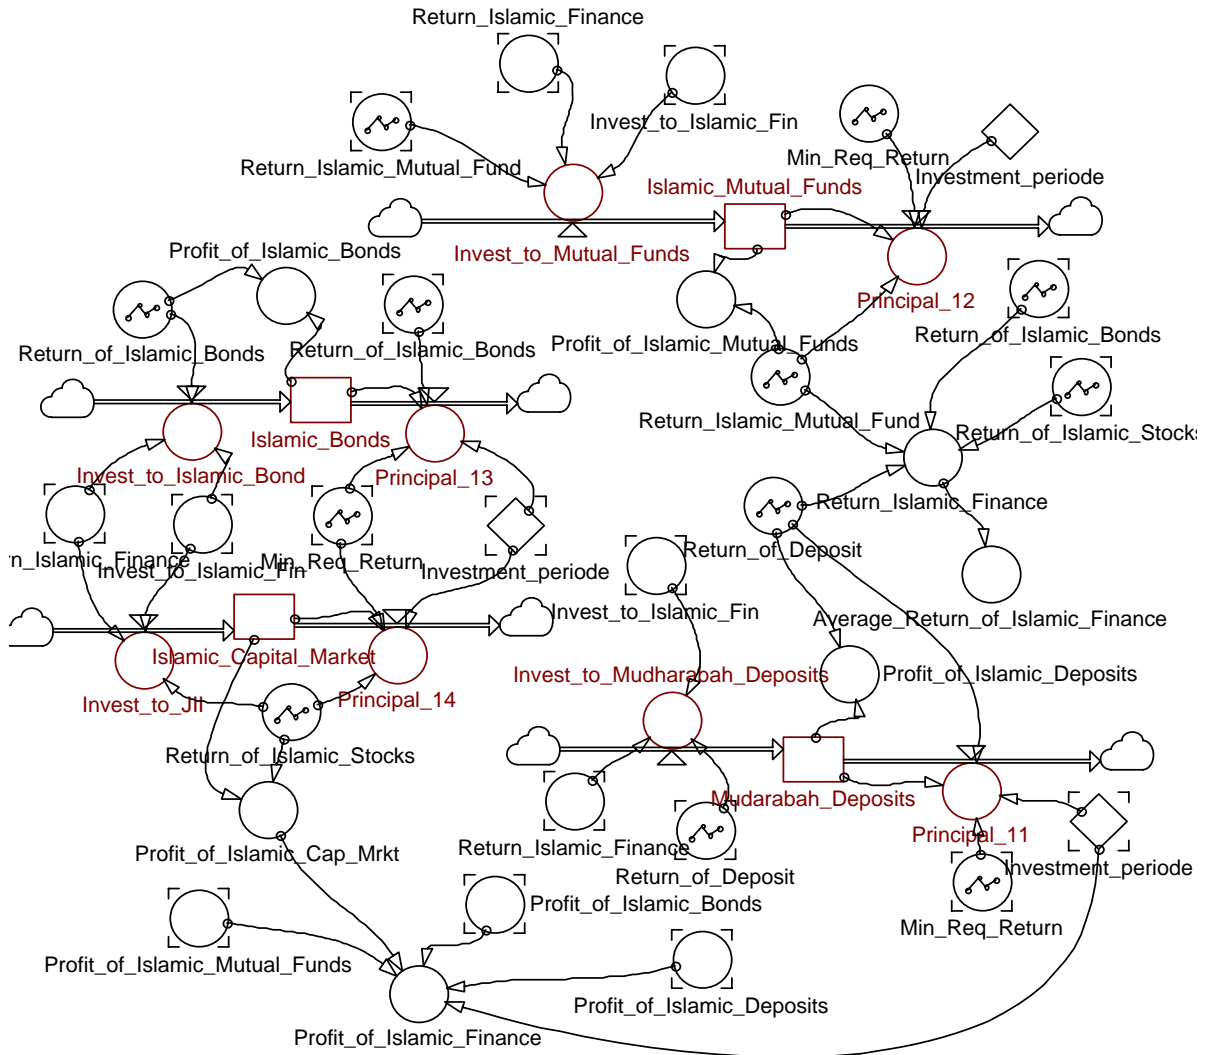 Return_Islamic_Finance
Invest_to_Islamic_Fin
Return_Islamic_Mutual_Fund
Min_Req_Return
Investment_periode
Islamic_Mutual_Funds
Invest_to_Mutual_Funds
Profit_of_Islamic_Bonds
Principal_12
Return_of_Islamic_Bonds
Return_of_Islamic_Bonds
Return_of_Islamic_Bonds
Profit_of_Islamic_Mutual_Funds
Return_Islamic_Mutual_Fund
Return_of_Islamic_Stocks
Islamic_Bonds
Invest_to_Islamic_Bond
Principal_13
Return_Islamic_Finance
Return_of_Deposit
rn_Islamic_Finance
Invest_to_Islamic_Fin
Min_Req_Return
Investment_periode
Invest_to_Islamic_Fin
Average_Return_of_Islamic_Finance
Islamic_Capital_Market
Invest_to_Mudharabah_Deposits
Profit_of_Islamic_Deposits
Invest_to_JII
Principal_14
Return_of_Islamic_Stocks
Mudarabah_Deposits
Principal_11
Return_Islamic_Finance
Return_of_Deposit
Investment_periode
Profit_of_Islamic_Cap_Mrkt
Profit_of_Islamic_Bonds
Min_Req_Return
Profit_of_Islamic_Mutual_Funds
Profit_of_Islamic_Deposits
Profit_of_Islamic_Finance